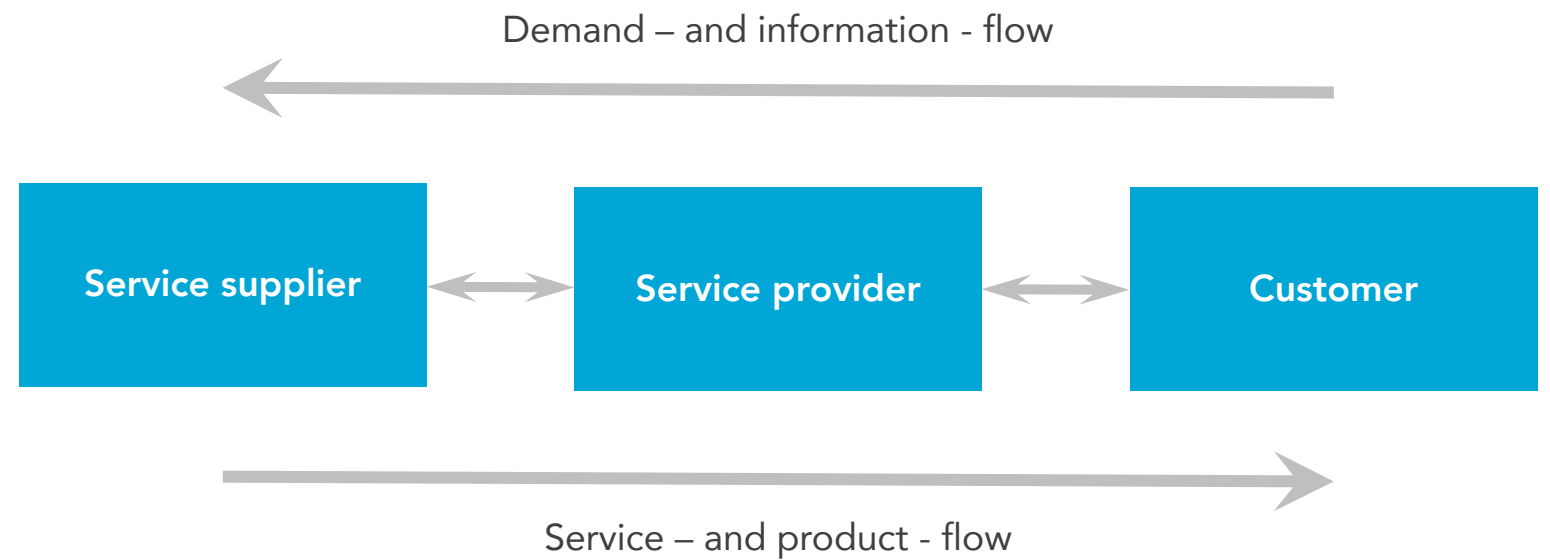 Demand – and information - flow
Service supplier
Service provider
Customer
Service – and product - flow